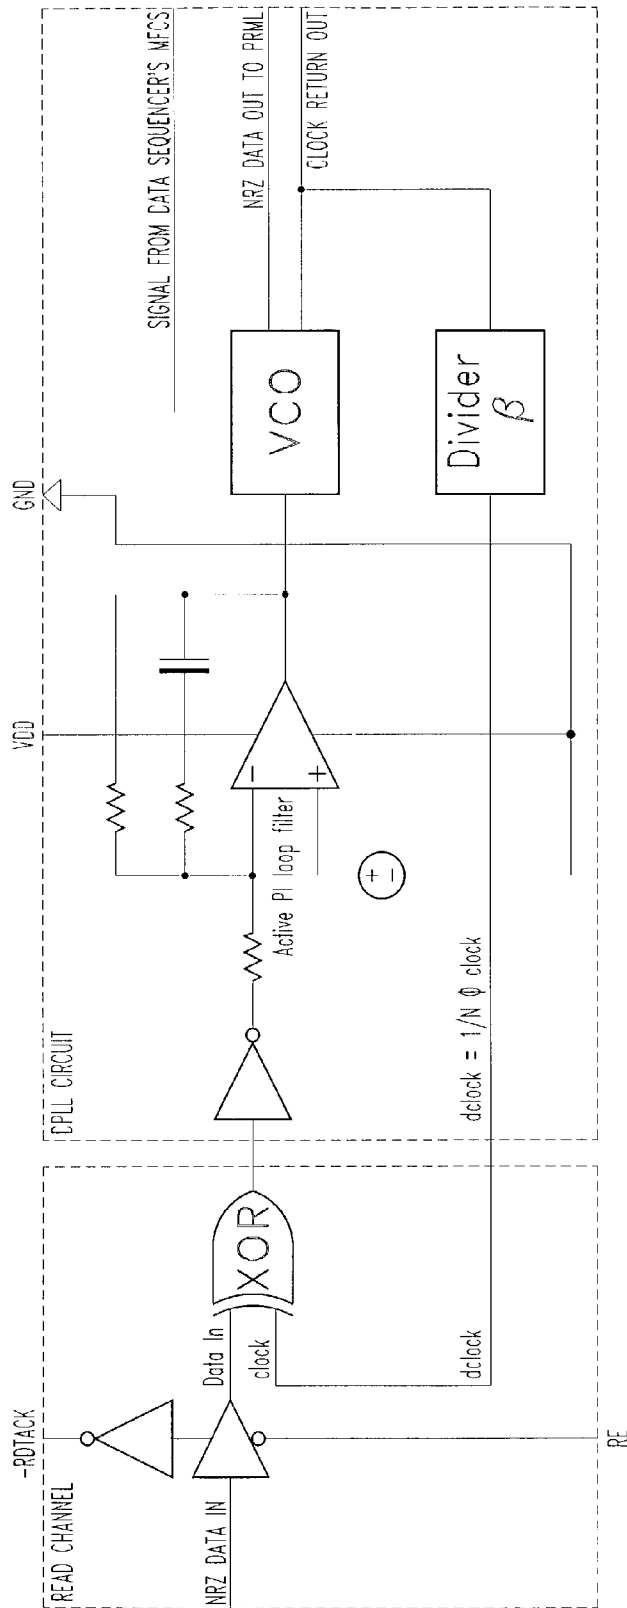 -RDTACK
READ CHANNEL
NRZ DATA IN
Data In
clock
XOR
dclock
RE
CPLL CIRCUIT
VDD
GND
SIGNAL FROM DATA SEQUENCER'S MFCS
NRZ DATA OUT TO PRML
CLOCK RETURN OUT
-
+
Active PI loop filter
+
-
VCO
Divider
β
dclock = 1/N Φ clock